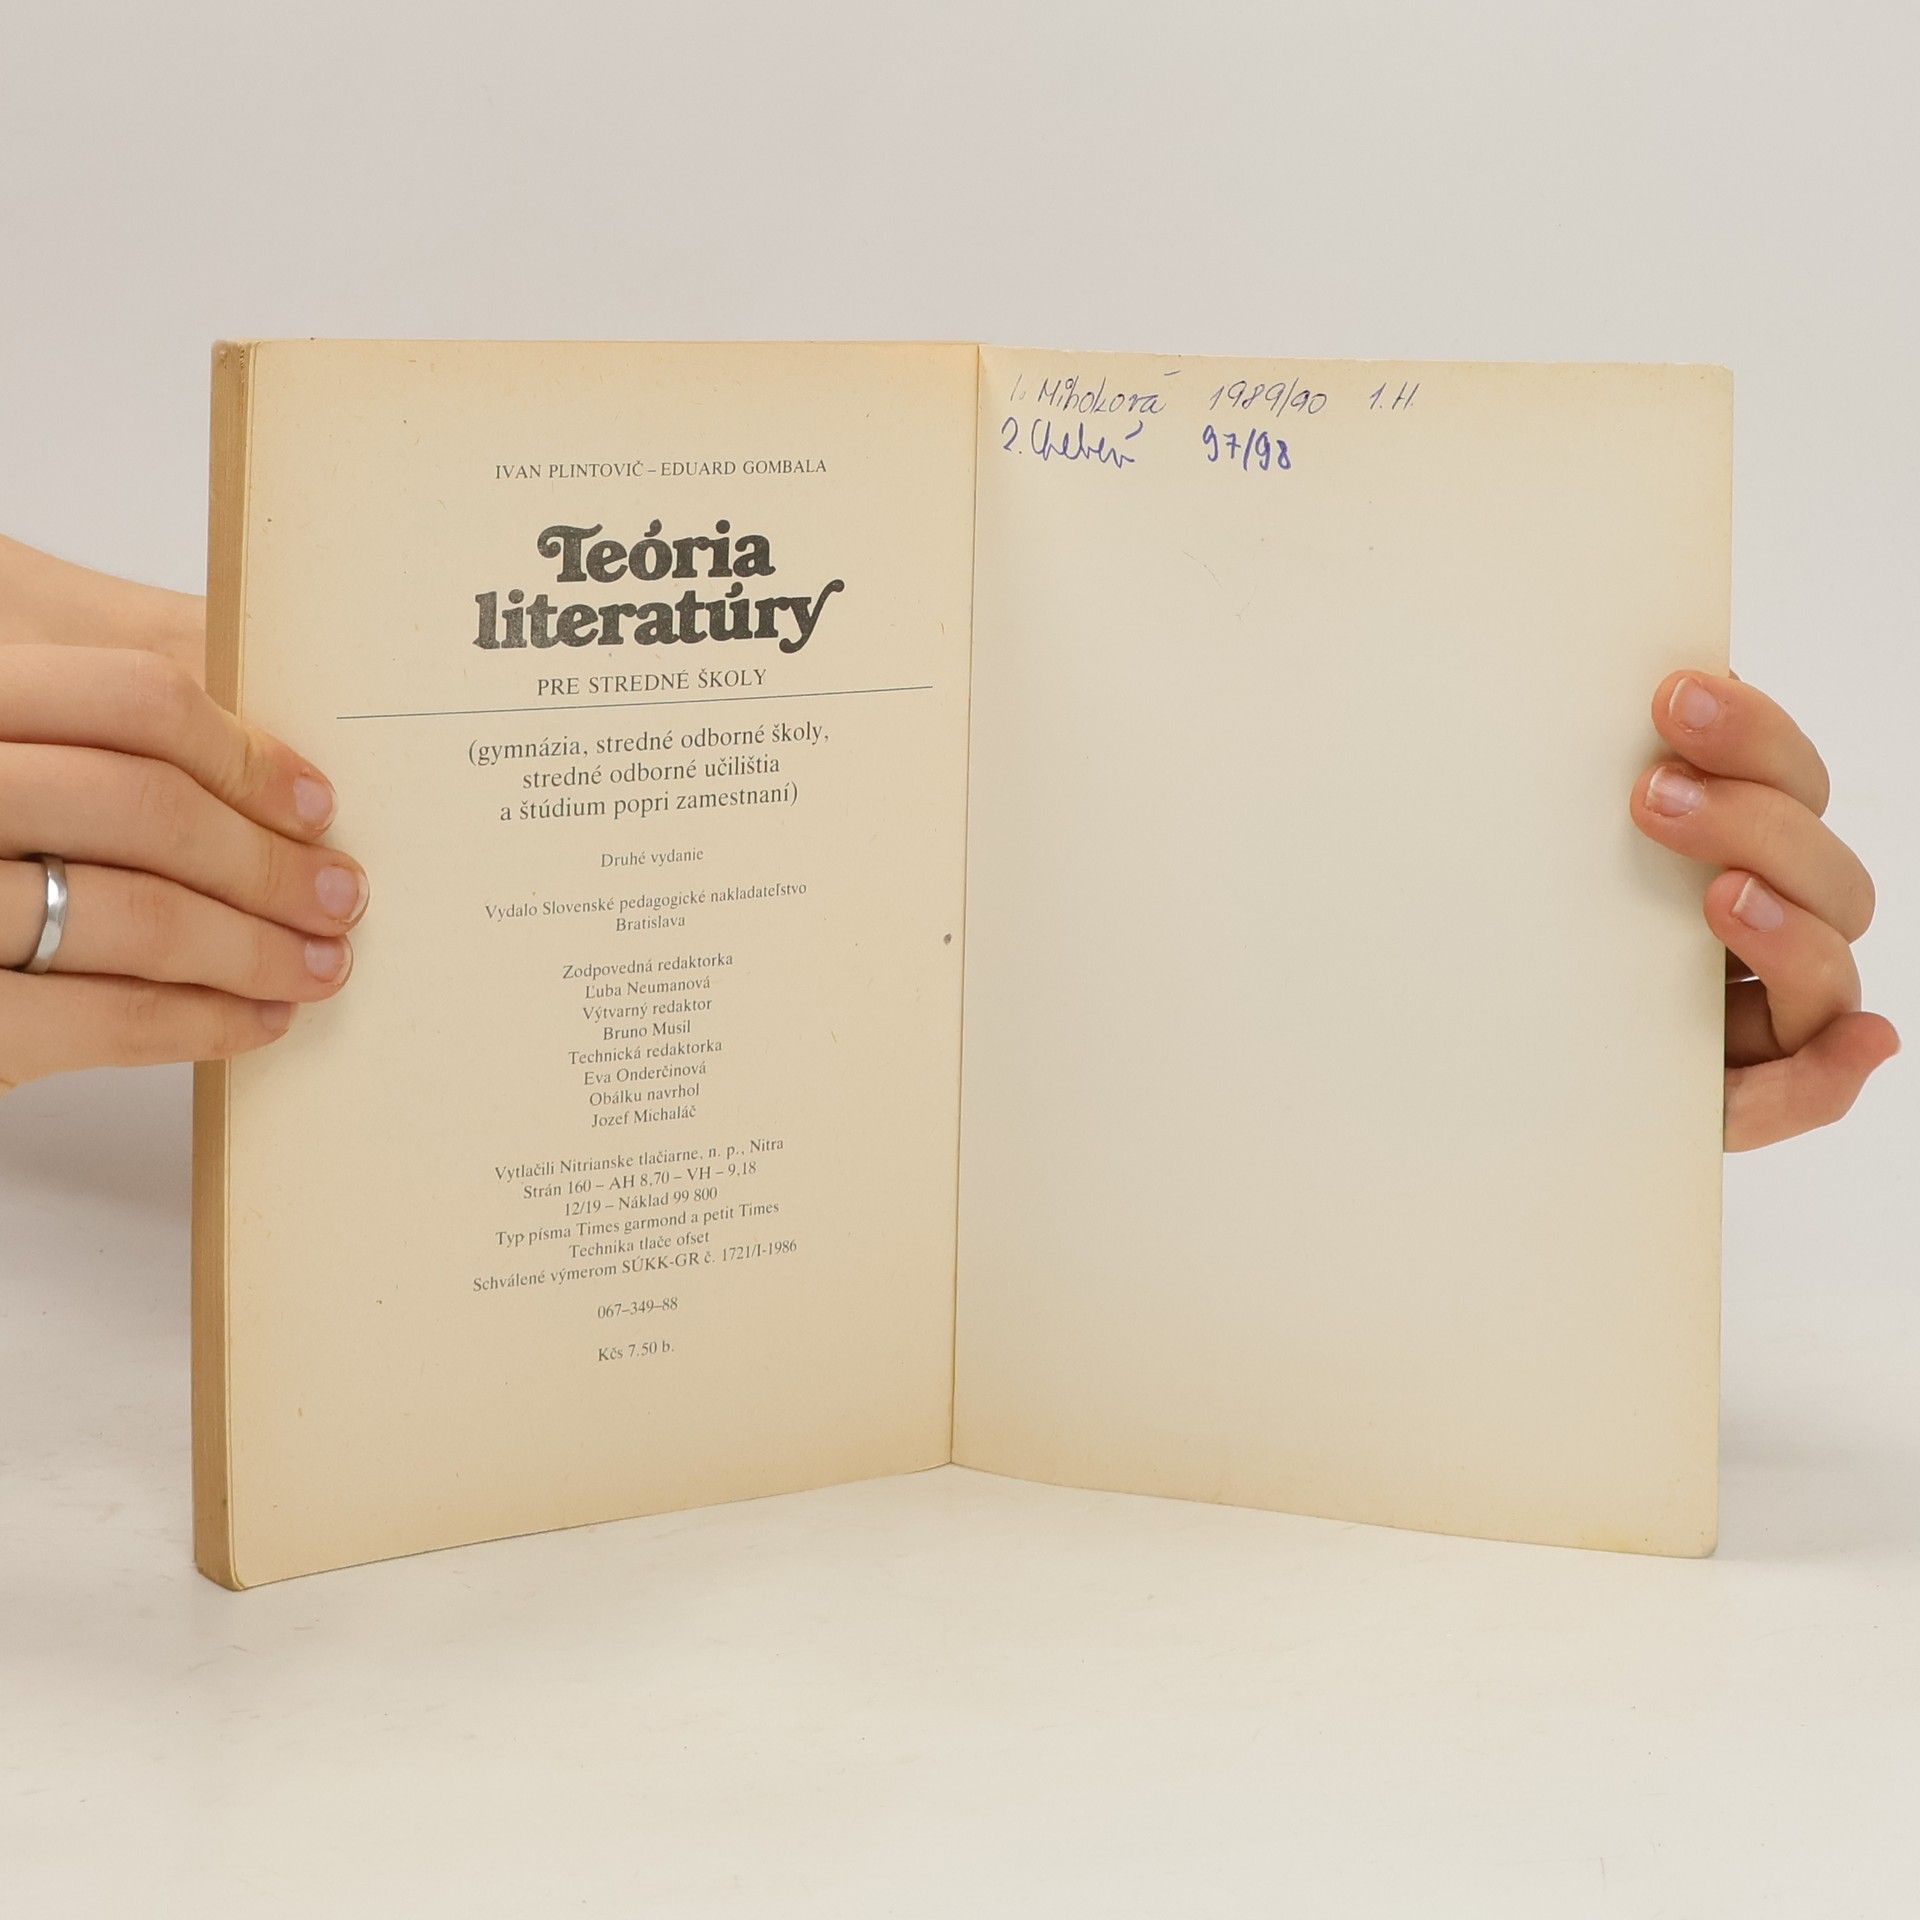 IVAN PLINTOVIČ – EDUARD GOMBALA
Teória
literatúry
PRE STREDNÉ ŠKOLY
(gymnázia, stredné odborné školy,
stredné odborné učilištia
a štúdium popri zamestnaní)
Druhé vydanie
Vydalo Slovenské pedagogické nakladateľstvo
Bratislava
Zodpovedná redaktorka
Ľuba Neumanová
Výtvarný redaktor
Bruno Musil
Technická redaktorka
Eva Onderčinová
Obálku navrhol
Jozef Michaláč
Vytlačili Nitrianske tlačiarne, n. p., Nitra
Strán 160 – AH 8,70 – VH – 9,18
12/19 – Náklad 99 800
Typ písma Times garmond a petit Times
Technika tlače ofset
Schválené výmerom SÚKK-GR č. 1721/I-1986
067–349–88
Kčs 7.50 b.
1. Mihoková 1989/90 1.H.
2. 97/98